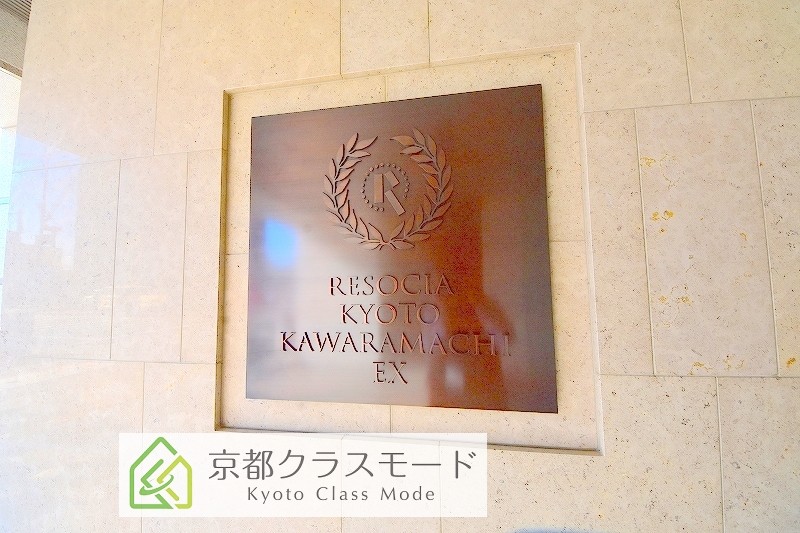 R
RESOCIA
KYOTO
KAWARAMACHI
EX
京都クラスモード
Kyoto Class Mode